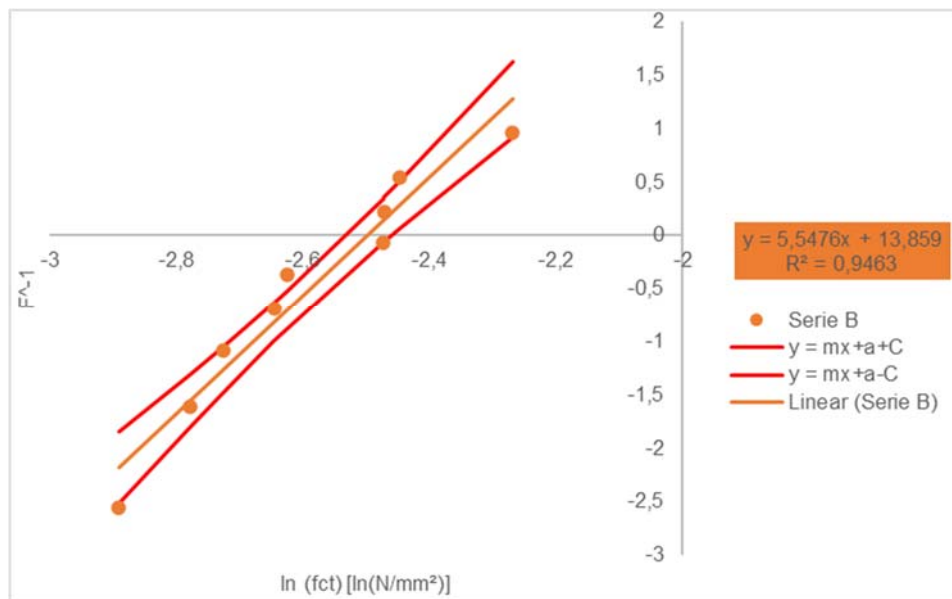 2
1,5
1
0,5
0
-3
-2,8
-2,6
-2,4
-2,2
-2
-0,5
-1
-1,5
-2
-2,5
-3
F^-1
ln (fct) [ln(N/mm²)]
y = 5,5476x + 13,859
R² = 0,9463
Serie B
y = mx+a+C
y = mx+a-C
Linear (Serie B)